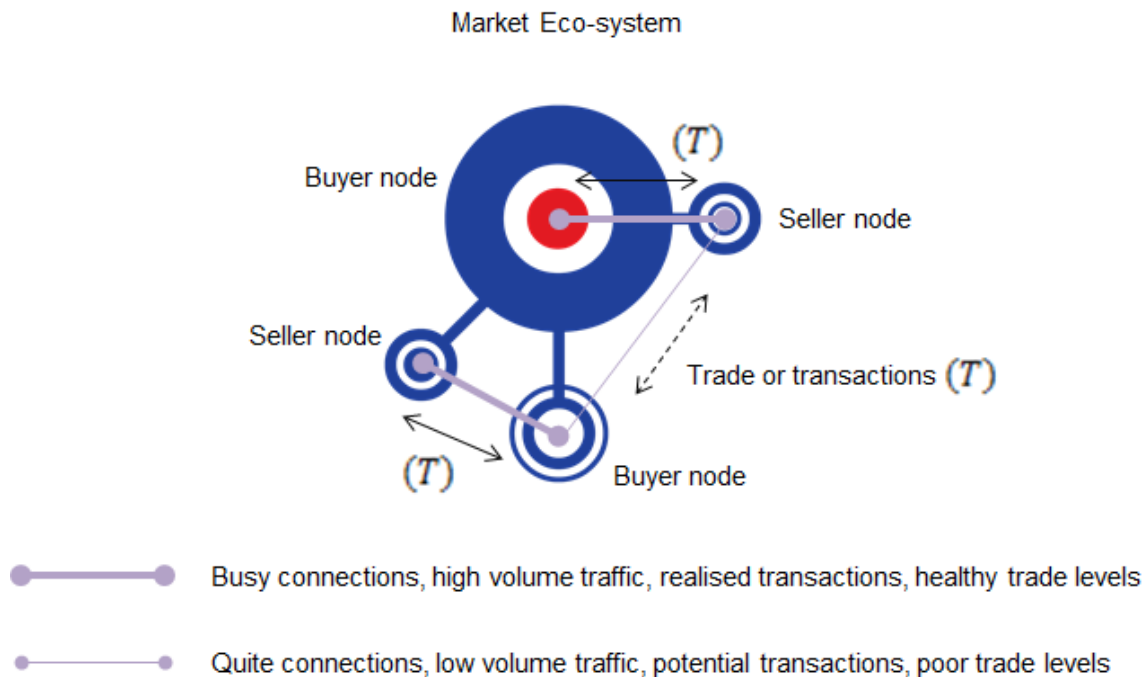 Market Eco-system
(T)
Buyer node
Seller node
Seller node
Trade or transactions (T)
(T)
Buyer node
Busy connections, high volume traffic, realised transactions, healthy trade levels
Quite connections, low volume traffic, potential transactions, poor trade levels